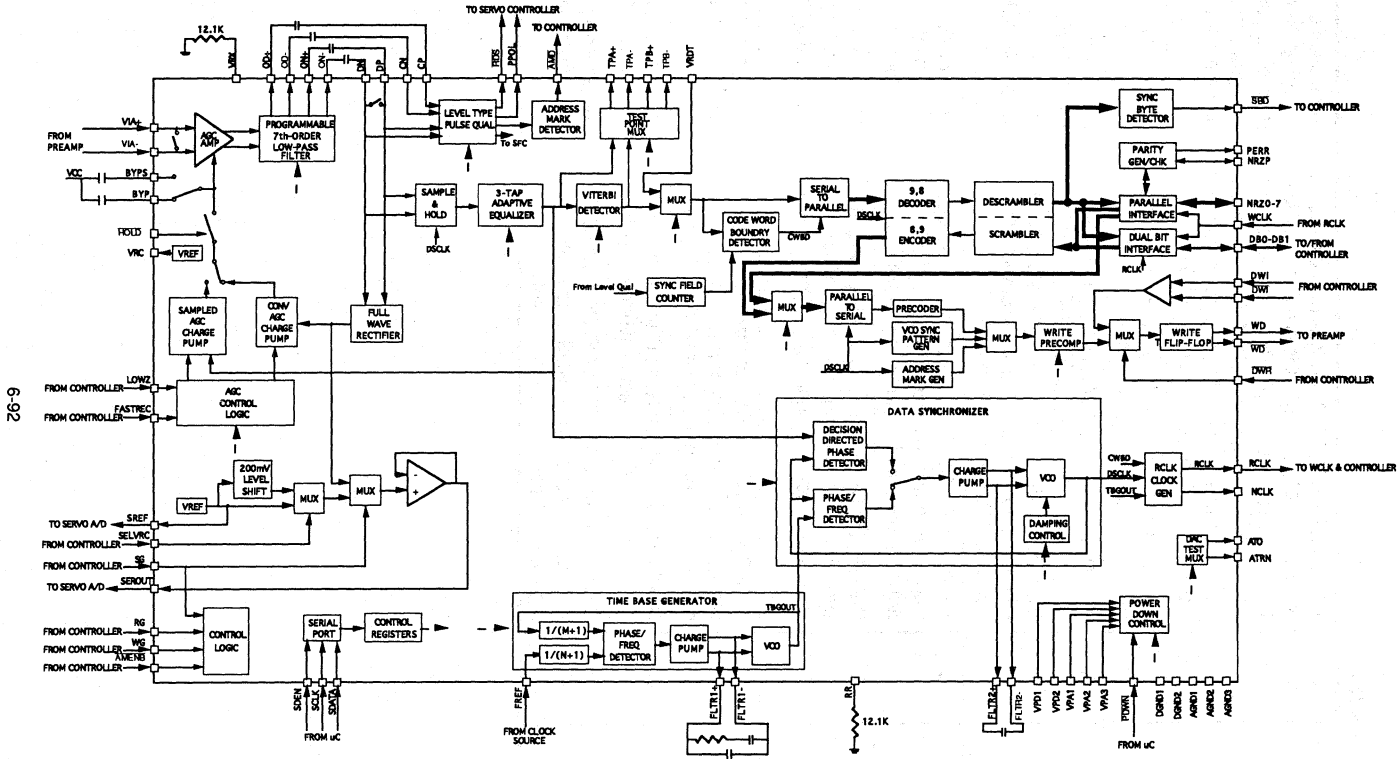 TO SERVO CONTROLLER
TO CONTROLLER
12.1K
VRX
OD+
OD-
ON+
ON-
DN
DP
CN
CP
RDS
PPOL
AMD
TPA+
TPA-
TPB+
TPB-
VRDT
FROM PREAMP
VIA+
VIA-
AGC AMP
PROGRAMMABLE
7th-ORDER
LOW-PASS
FILTER
LEVEL TYPE
PULSE QUAL
To SFC
ADDRESS
MARK
DETECTOR
TEST
POINT
MUX
SYNC
BYTE
DETECTOR
SBD
TO CONTROLLER
PARITY
GEN/CHK
PERR
NRZP
VCC
BYPS
BYP
HOLD
VRC
VREF
SAMPLE
&
HOLD
DSCLK
3-TAP
ADAPTIVE
EQUALIZER
VITERBI
DETECTOR
MUX
SERIAL
TO
PARALLEL
CODE WORD
BOUNDRY
DETECTOR
CWBD
9,8
DECODER
DSCLK
8,9
ENCODER
DESCRAMBLER
SCRAMBLER
PARALLEL
INTERFACE
DUAL BIT
INTERFACE
RCLK
NRZ0-7
WCLK
FROM RCLK
DB0-DB1
TO/FROM
CONTROLLER
From Level Qual
SYNC FIELD
COUNTER
DWI
DWI
FROM CONTROLLER
SAMPLED
AGC
CHARGE
PUMP
CONV
AGC
CHARGE
PUMP
FULL
WAVE
RECTIFIER
MUX
PARALLEL
TO
SERIAL
PRECODER
VCO SYNC
PATTERN
GEN
DSCLK
ADDRESS
MARK GEN
MUX
WRITE
PRECOMP
MUX
WRITE
T FLIP-FLOP
WD
TO PREAMP
WD
DWR
FROM CONTROLLER
6-92
FROM CONTROLLER
LOWZ
FROM CONTROLLER
FASTREC
AGC
CONTROL
LOGIC
DATA SYNCHRONIZER
DECISION
DIRECTED
PHASE
DETECTOR
PHASE/
FREQ
DETECTOR
CHARGE
PUMP
VCO
DAMPING
CONTROL
CWBD
DSCLK
TBGOUT
RCLK
CLOCK
GEN
RCLK
RCLK
TO WCLK & CONTROLLER
NCLK
200mV
LEVEL
SHIFT
VREF
MUX
MUX
-
+
TO SERVO A/D
SREF
FROM CONTROLLER
SELVRC
FROM CONTROLLER
SG
TO SERVO A/D
SEROUT
DAC
TEST
MUX
ATO
ATRN
FROM CONTROLLER
RG
FROM CONTROLLER
WG
FROM CONTROLLER
AMENB
CONTROL
LOGIC
SERIAL
PORT
CONTROL
REGISTERS
TIME BASE GENERATOR
TBGOUT
1/(M+1)
1/(N+1)
PHASE/
FREQ
DETECTOR
CHARGE
PUMP
VCO
POWER
DOWN
CONTROL
SDEN
SCLK
SDATA
FROM uC
FREF
FROM CLOCK
SOURCE
FLTR1+
FLTR1-
RR
12.1K
FLTR2+
FLTR2-
VPD1
VPD2
VPA1
VPA2
VPA3
PDWN
FROM uC
DGND1
DGND2
AGND1
AGND2
AGND3